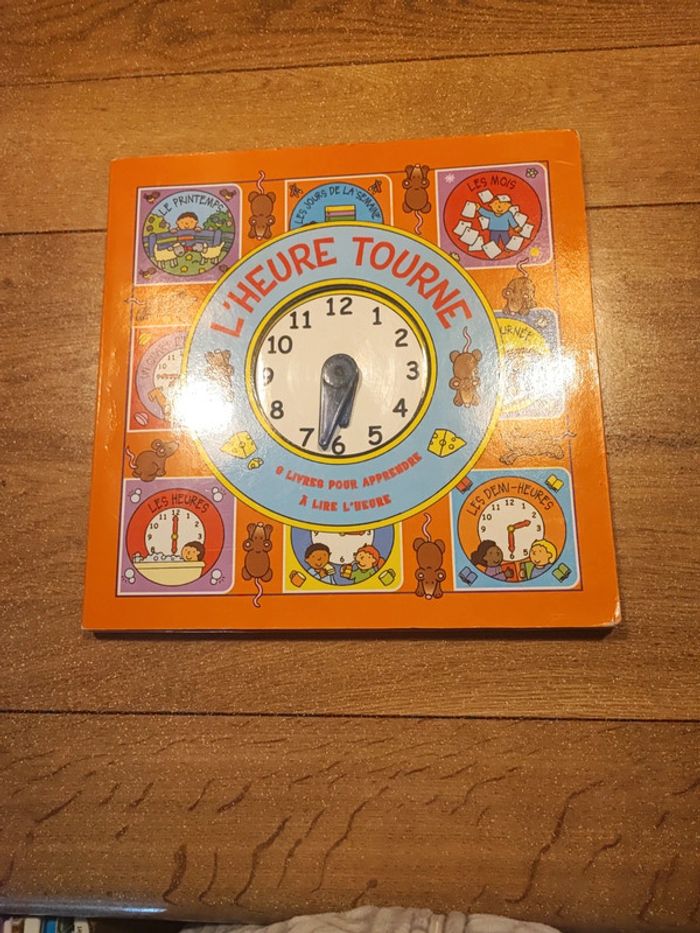 LE PRINTEMPS
LES JOURS DE LA SEMAINE
LES MOIS
L'HEURE TOURNE
12
11 1
10 2
9 3
8 4
7 6 5
LES HEURES
LES DEMI-HEURES
LIVRES POUR APPRENDRE
À LIRE L'HEURE